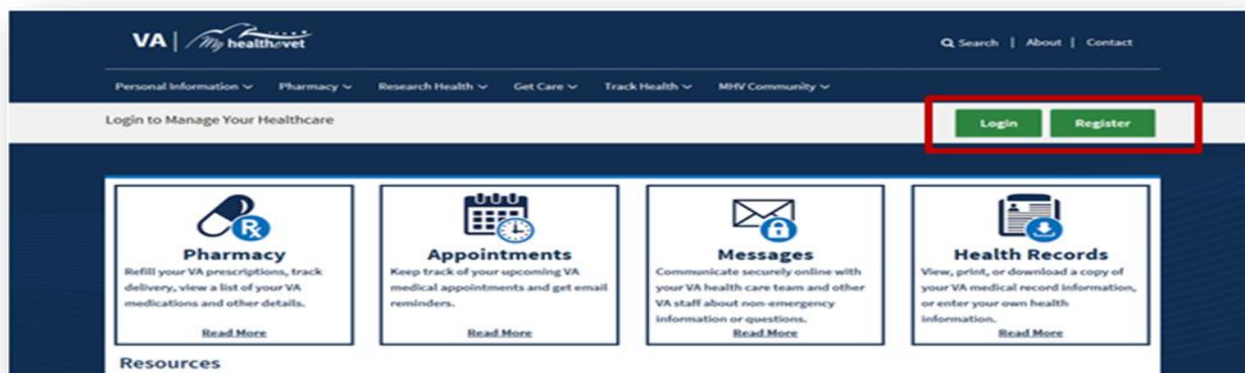 VA | My healthevet
Search | About | Contact
Personal Information Pharmacy Research Health Get Care Track Health MHV Community
Login to Manage Your Healthcare
Login Register
Rx
Pharmacy
Refill your VA prescriptions, track
delivery, view a list of your VA
medications and other details.
Read More
Appointments
Keep track of your upcoming VA
medical appointments and get email
reminders.
Read More
Messages
Communicate securely online with
your VA health care team and other
VA staff about non-emergency
information or questions.
Read More
Health Records
View, print, or download a copy of
your VA medical record information,
or enter your own health
information.
Read More
Resources